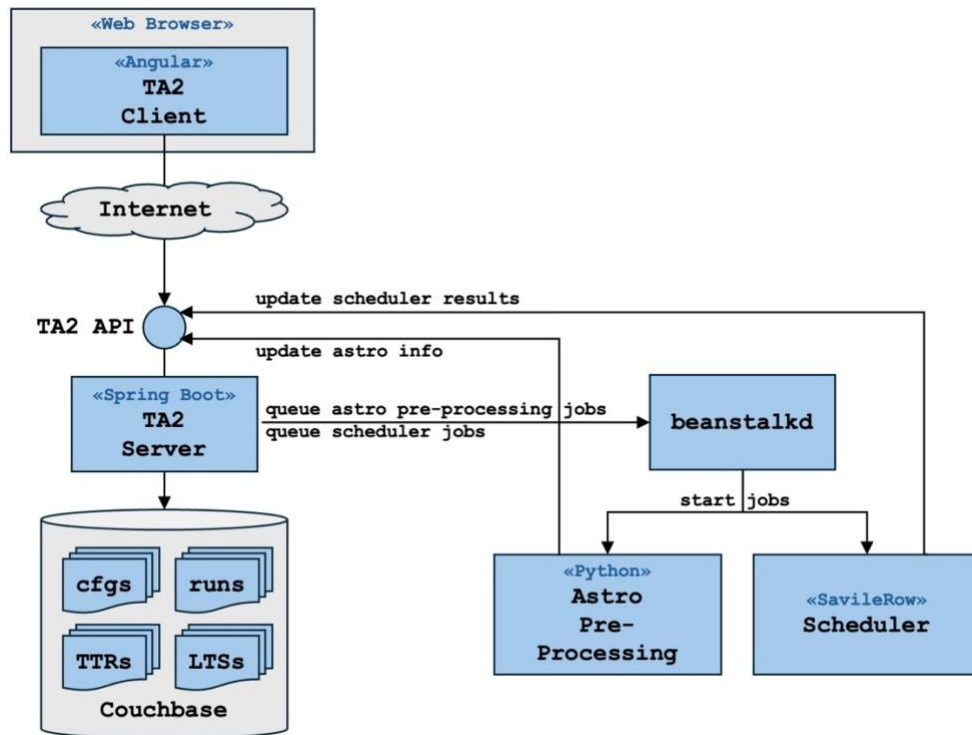 «Web Browser»
«Angular»
TA2
Client
Internet
update scheduler results
TA2 API
update astro info
«Spring Boot»
TA2
Server
queue astro pre-processing jobs
queue scheduler jobs
beanstalkd
start jobs
cfgs
runs
TTRs
LTSs
Couchbase
«Python»
Astro
Pre-
Processing
«SavileRow»
Scheduler